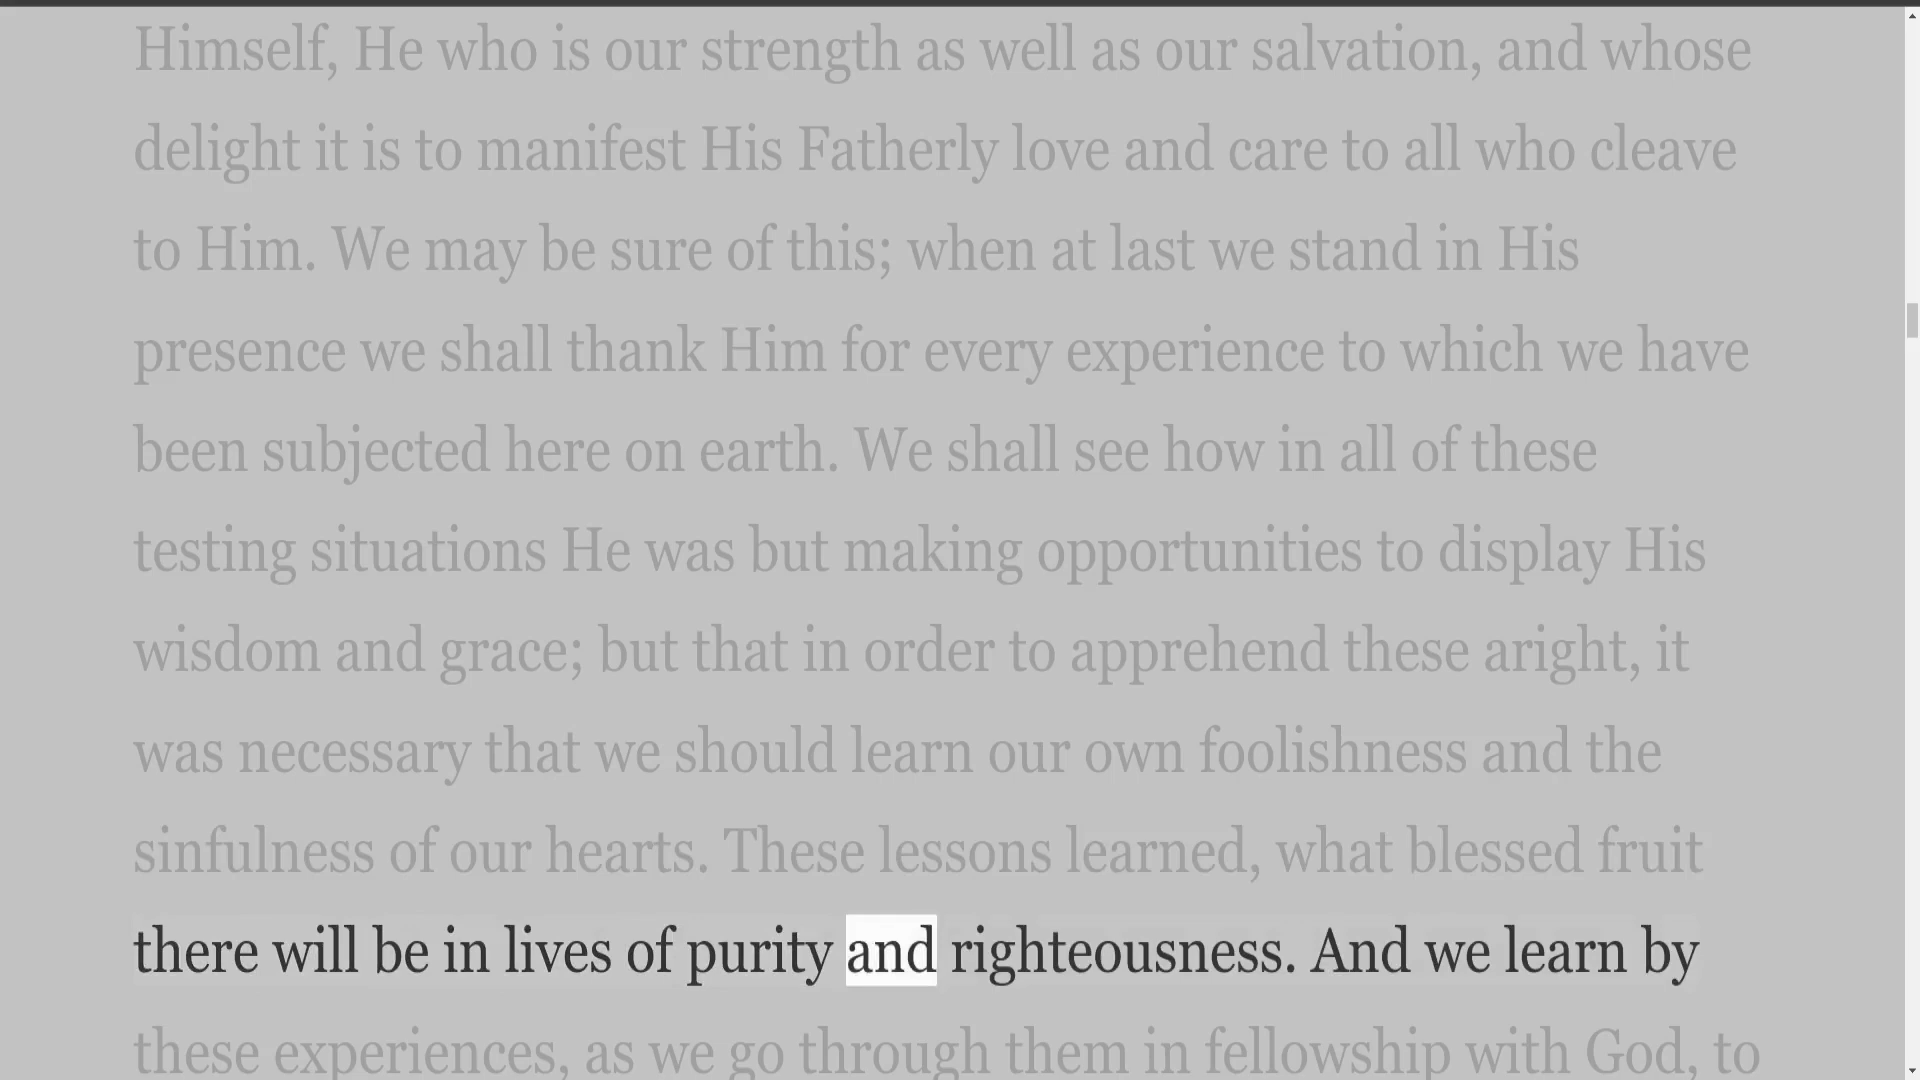 Himself, He who is our strength as well as our salvation, and whose
delight it is to manifest His Fatherly love and care to all who cleave
to Him. We may be sure of this; when at last we stand in His
presence we shall thank Him for every experience to which we have
been subjected here on earth. We shall see how in all of these
testing situations He was but making opportunities to display His
wisdom and grace; but that in order to apprehend these aright, it
was necessary that we should learn our own foolishness and the
sinfulness of our hearts. These lessons learned, what blessed fruit
there will be in lives of purity and righteousness. And we learn by
these experiences, as we go through them in fellowship with God, to